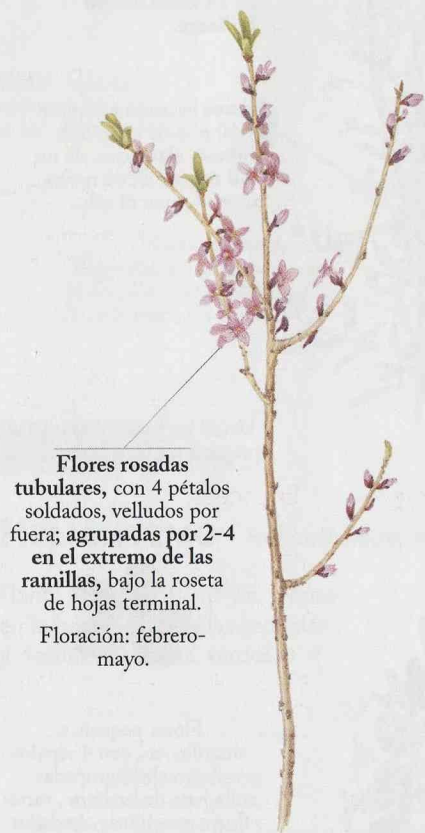 Flores rosadas
tubulares, con 4 pétalos
soldados, velludos por
fuera; agrupadas por 2-4
en el extremo de las
ramillas, bajo la roseta
de hojas terminal.
Floración: febrero-
mayo.